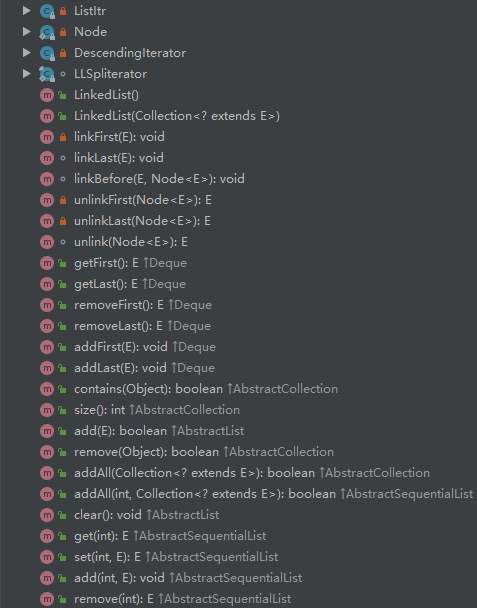 ListItr
Node
DescendingIterator
LLSpliterator
LinkedList()
LinkedList(Collection<? extends E>)
linkFirst(E): void
linkLast(E): void
linkBefore(E, Node<E>): void
unlinkFirst(Node<E>): E
unlinkLast(Node<E>): E
unlink(Node<E>): E
getFirst(): E ↑Deque
getLast(): E ↑Deque
removeFirst(): E ↑Deque
removeLast(): E ↑Deque
addFirst(E): void ↑Deque
addLast(E): void ↑Deque
contains(Object): boolean ↑AbstractCollection
size(): int ↑AbstractCollection
add(E): boolean ↑AbstractList
remove(Object): boolean ↑AbstractCollection
addAll(Collection<? extends E>): boolean ↑AbstractCollection
addAll(int, Collection<? extends E>): boolean ↑AbstractSequentialList
clear(): void ↑AbstractList
get(int): E ↑AbstractSequentialList
set(int, E): E ↑AbstractSequentialList
add(int, E): void ↑AbstractSequentialList
remove(int): E ↑AbstractSequentialList